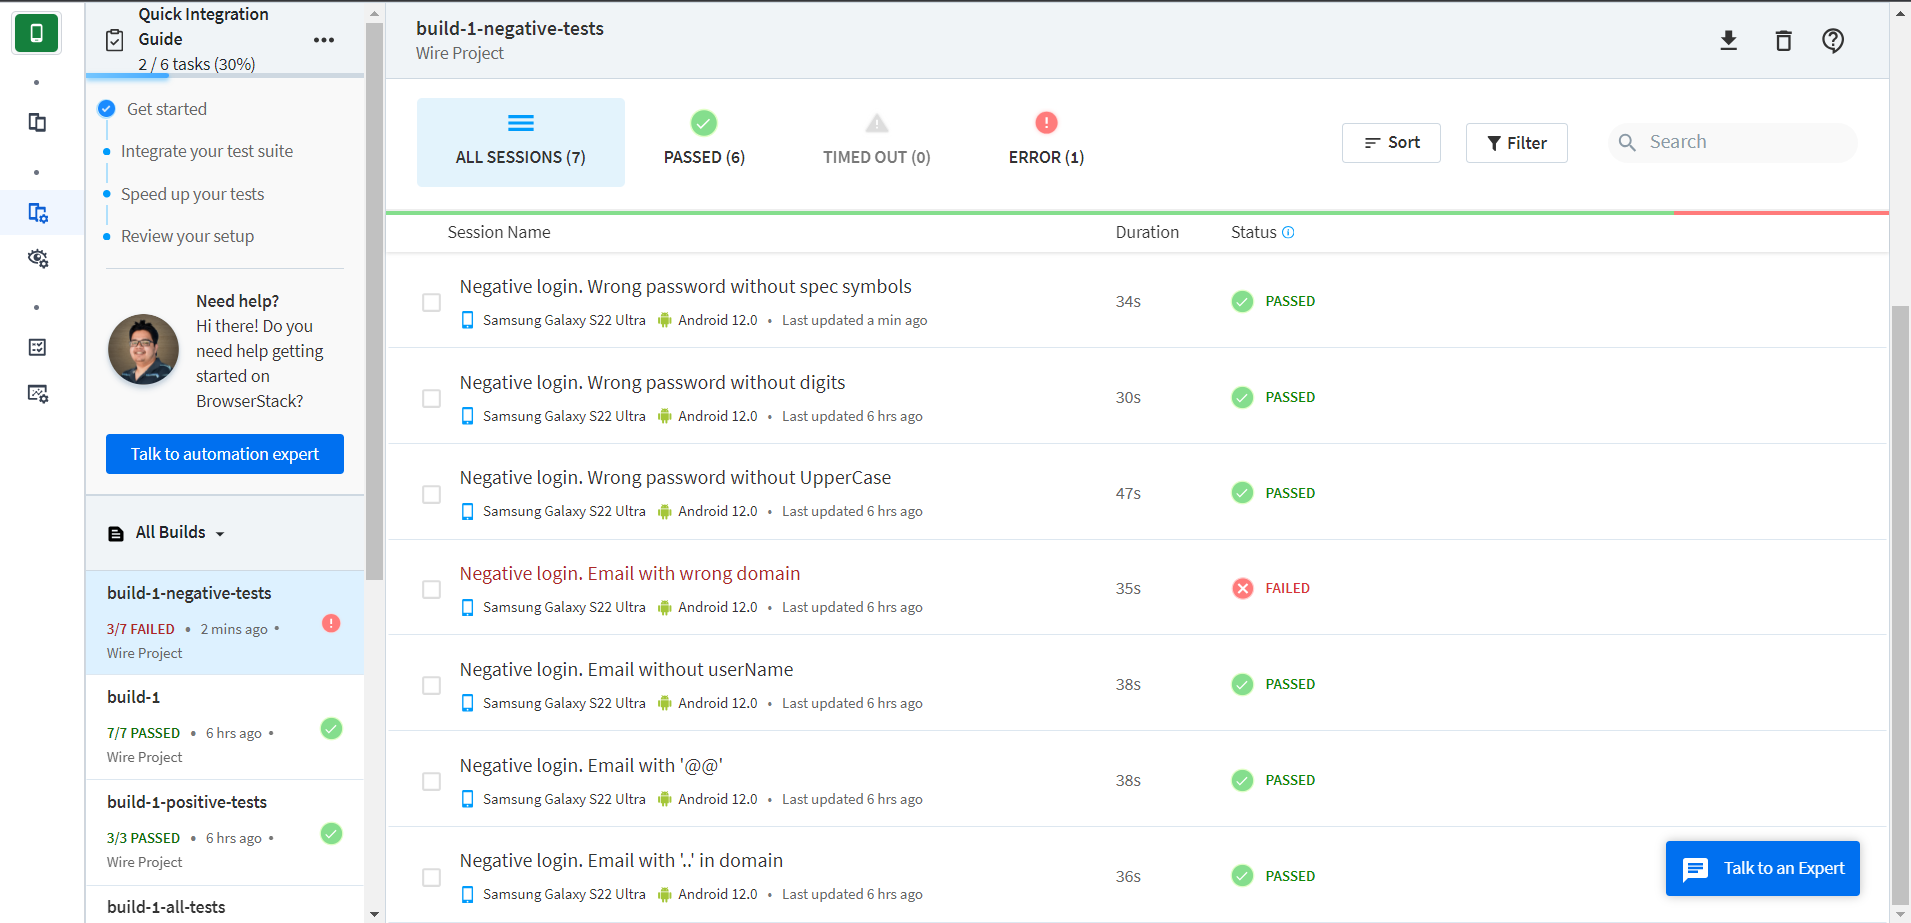 Quick Integration
Guide
2 / 6 tasks (30%)
Get started
Integrate your test suite
Speed up your tests
Review your setup
Need help?
Hi there! Do you
need help getting
started on
BrowserStack?
Talk to automation expert
All Builds
build-1-negative-tests
3/7 FAILED • 2 mins ago •
Wire Project
build-1
7/7 PASSED • 6 hrs ago •
Wire Project
build-1-positive-tests
3/3 PASSED • 6 hrs ago •
Wire Project
build-1-all-tests
build-1-negative-tests
Wire Project
ALL SESSIONS (7) PASSED (6) TIMED OUT (0) ERROR (1)
Sort Filter Search
Session Name Duration Status
Negative login. Wrong password without spec symbols
Samsung Galaxy S22 Ultra Android 12.0 • Last updated a min ago
34s PASSED
Negative login. Wrong password without digits
Samsung Galaxy S22 Ultra Android 12.0 • Last updated 6 hrs ago
30s PASSED
Negative login. Wrong password without UpperCase
Samsung Galaxy S22 Ultra Android 12.0 • Last updated 6 hrs ago
47s PASSED
Negative login. Email with wrong domain
Samsung Galaxy S22 Ultra Android 12.0 • Last updated 6 hrs ago
35s FAILED
Negative login. Email without userName
Samsung Galaxy S22 Ultra Android 12.0 • Last updated 6 hrs ago
38s PASSED
Negative login. Email with '@@'
Samsung Galaxy S22 Ultra Android 12.0 • Last updated 6 hrs ago
38s PASSED
Negative login. Email with '..' in domain
Samsung Galaxy S22 Ultra Android 12.0 • Last updated 6 hrs ago
36s PASSED
Talk to an Expert